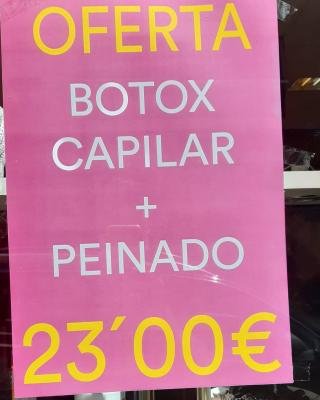 OFERTA
BOTOX
CAPILAR
+
PEINADO
23´00€